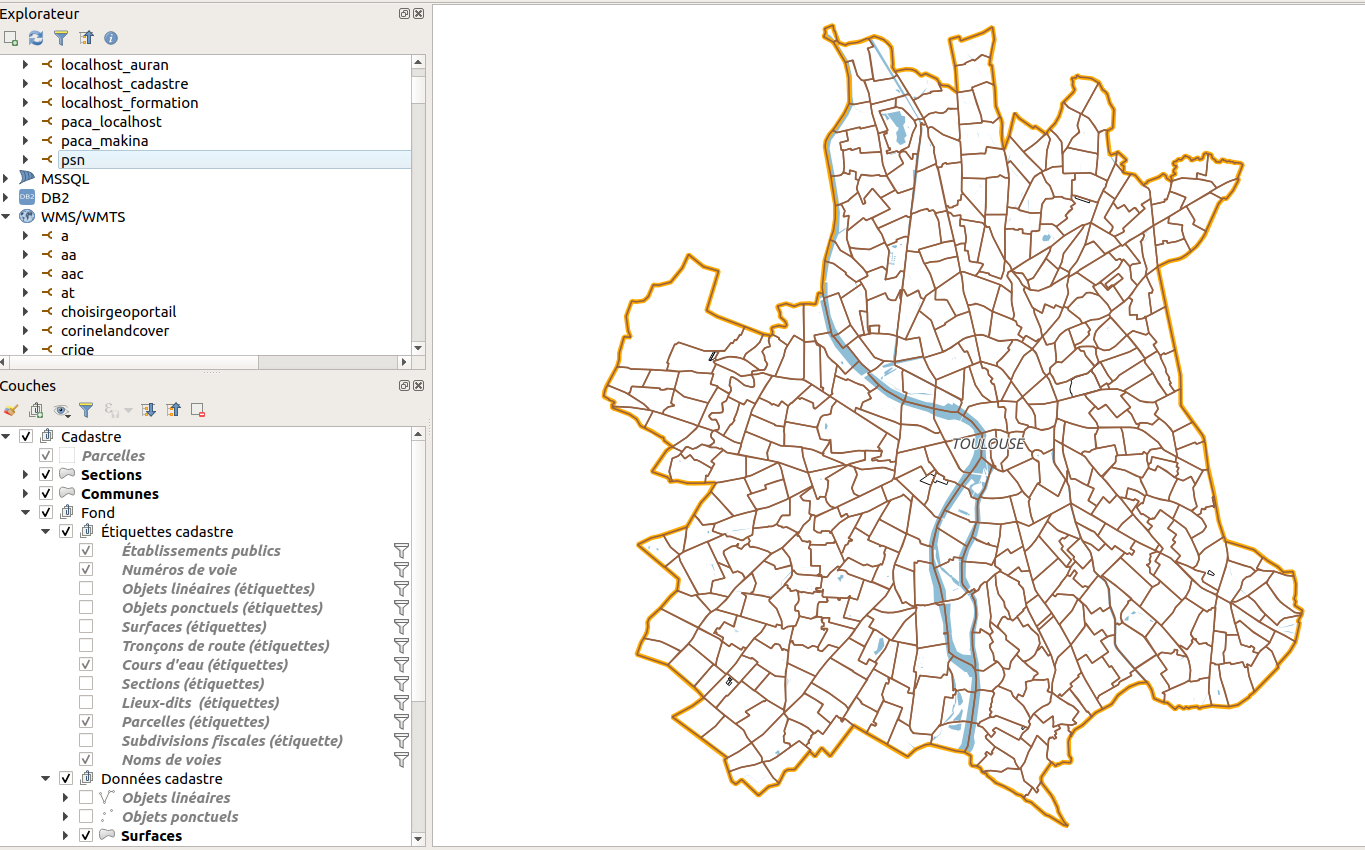 Explorateur
localhost_auran
localhost_cadastre
localhost_formation
paca_localhost
paca_makina
psn
MSSQL
DB2
DB2
WMS/WMTS
a
aa
aac
at
choisirgeoportail
corinelandcover
crige
Couches
Cadastre
Parcelles
Sections
Communes
Fond
Étiquettes cadastre
Établissements publics
Numéros de voie
Objets linéaires (étiquettes)
Objets ponctuels (étiquettes)
Surfaces (étiquettes)
Tronçons de route (étiquettes)
Cours d'eau (étiquettes)
Sections (étiquettes)
Lieux-dits (étiquettes)
Parcelles (étiquettes)
Subdivisions fiscales (étiquette)
Noms de voies
Données cadastre
Objets linéaires
Objets ponctuels
Surfaces
TOULOUSE